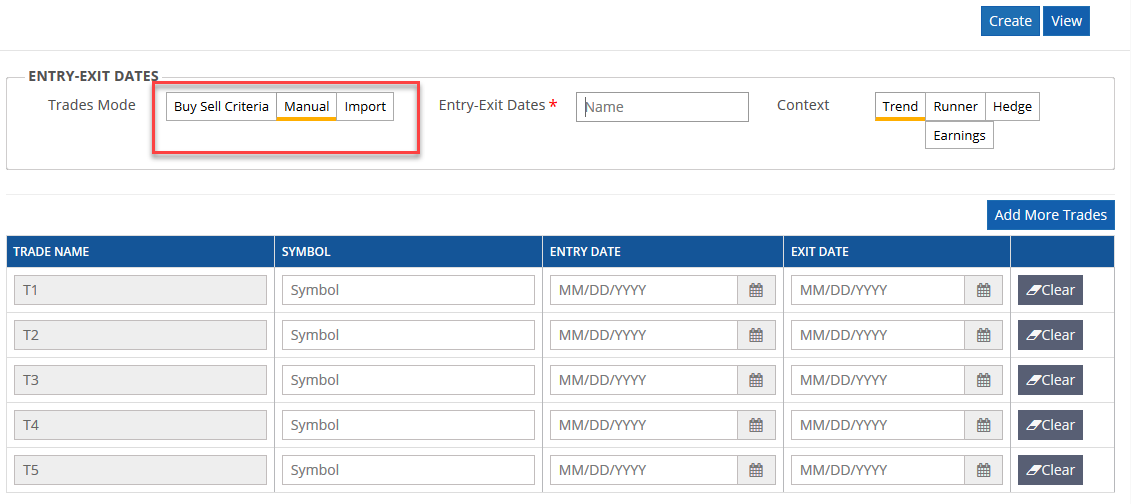 Create View
ENTRY-EXIT DATES
Trades Mode Buy Sell Criteria Manual Import Entry-Exit Dates * Name Context Trend Runner Hedge
Earnings
Add More Trades
TRADE NAME SYMBOL ENTRY DATE EXIT DATE
T1 Symbol MM/DD/YYYY MM/DD/YYYY Clear
T2 Symbol MM/DD/YYYY MM/DD/YYYY Clear
T3 Symbol MM/DD/YYYY MM/DD/YYYY Clear
T4 Symbol MM/DD/YYYY MM/DD/YYYY Clear
T5 Symbol MM/DD/YYYY MM/DD/YYYY Clear